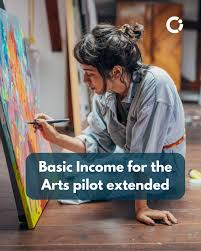 Basic Income for the
Arts pilot extended